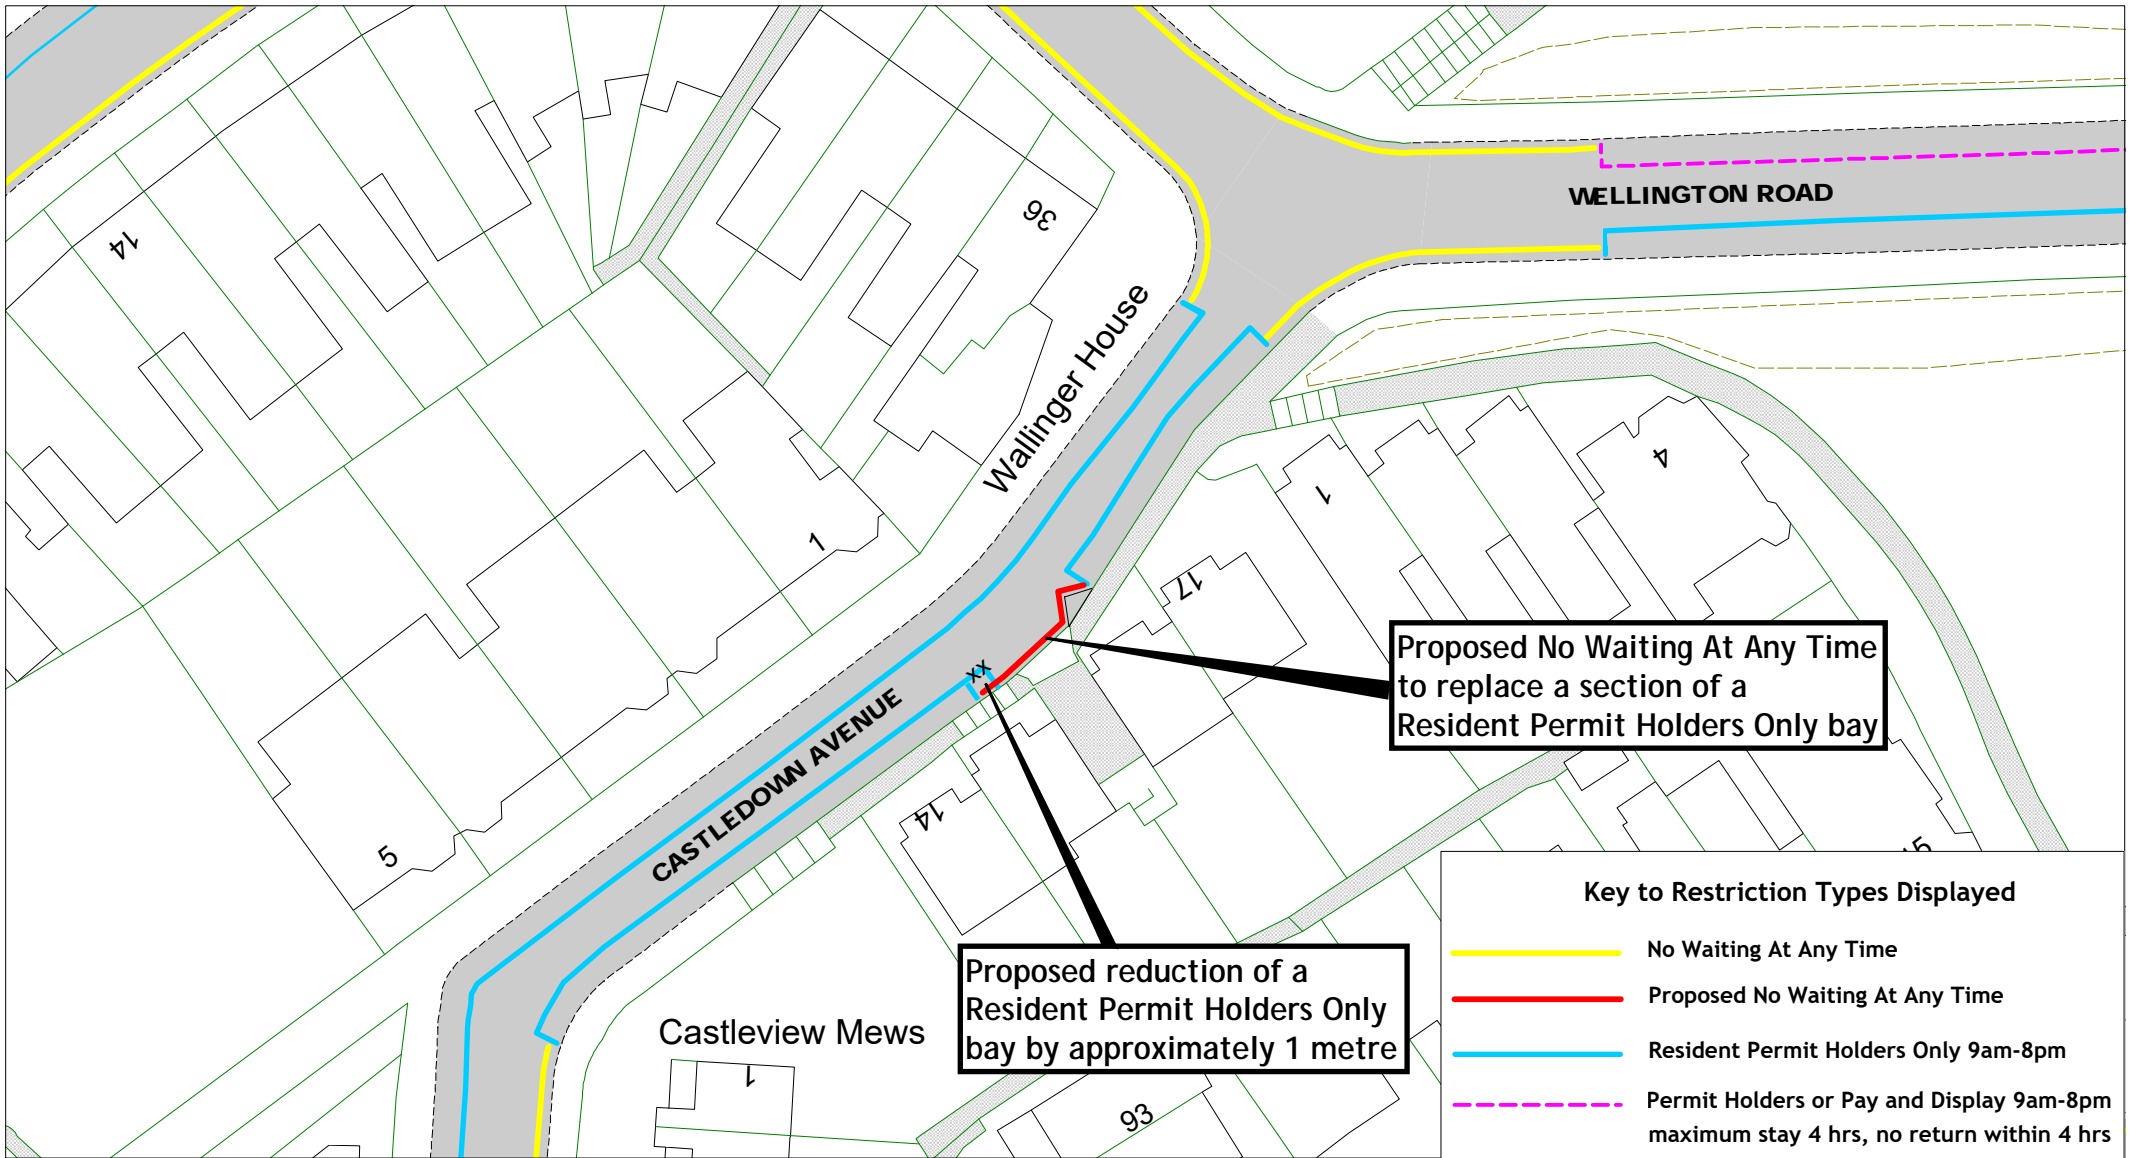 14
36
WELLINGTON ROAD
Wallinger House
4
1
1
17
Proposed No Waiting At Any Time
to replace a section of a
Resident Permit Holders Only bay
XX
CASTLEDOWN AVENUE
14
5
15
Proposed reduction of a
Resident Permit Holders Only
bay by approximately 1 metre
Castleview Mews
1
93
Key to Restriction Types Displayed
No Waiting At Any Time
Proposed No Waiting At Any Time
Resident Permit Holders Only 9am-8pm
Permit Holders or Pay and Display 9am-8pm
maximum stay 4 hrs, no return within 4 hrs